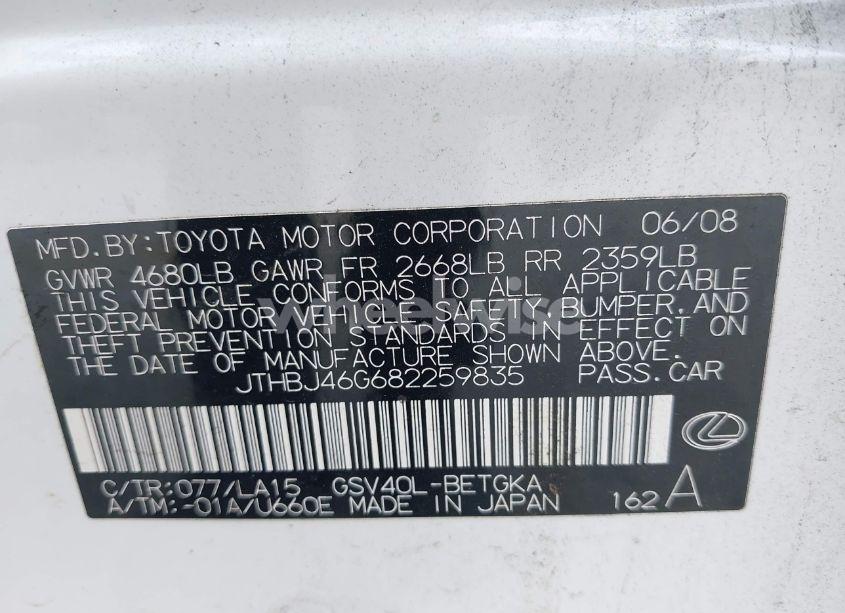 MFD.BY:TOYOTA MOTOR CORPORATION 06/08
GVWR 4680LB GAWR FR 2668LB RR 2359LB
THIS VEHICLE CONFORMS TO ALL APPLICABLE
FEDERAL MOTOR VEHICLE SAFETY,BUMPER,AND
THEFT PREVENTION STANDARDS IN EFFECT ON
THE DATE OF MANUFACTURE SHOWN ABOVE.
JTHBJ46G682259835 PASS.CAR
C/TR:077/LA15 GSV40L-BETGKA
A/TM:-01A/U660E MADE IN JAPAN 162 A
wheelwise